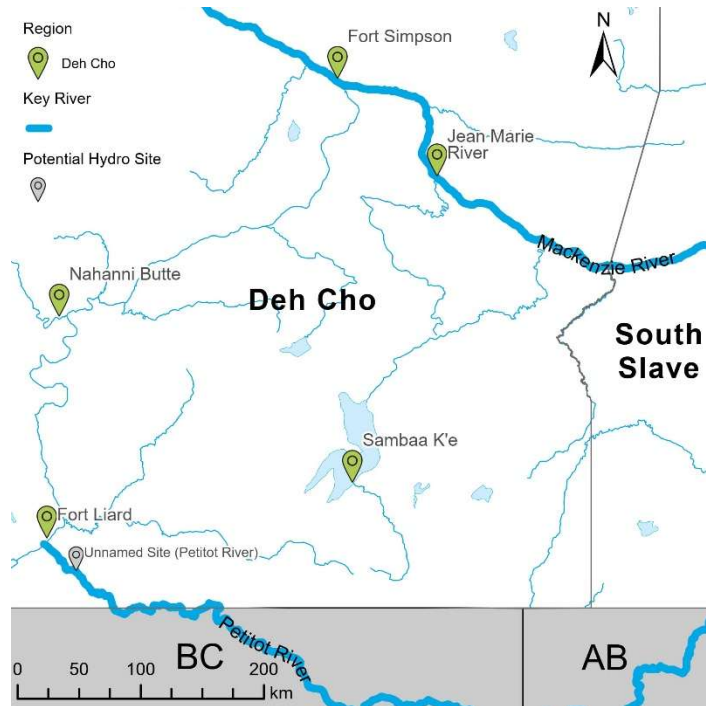 Region
Deh Cho
Key River
Potential Hydro Site
N
Fort Simpson
Jean Marie
River
Mackenzie River
Nahanni Butte
Deh Cho
South
Slave
Sambaa K'e
Fort Liard
Unnamed Site (Petitot River)
Petitot River
BC
AB
0 50 100 200
km